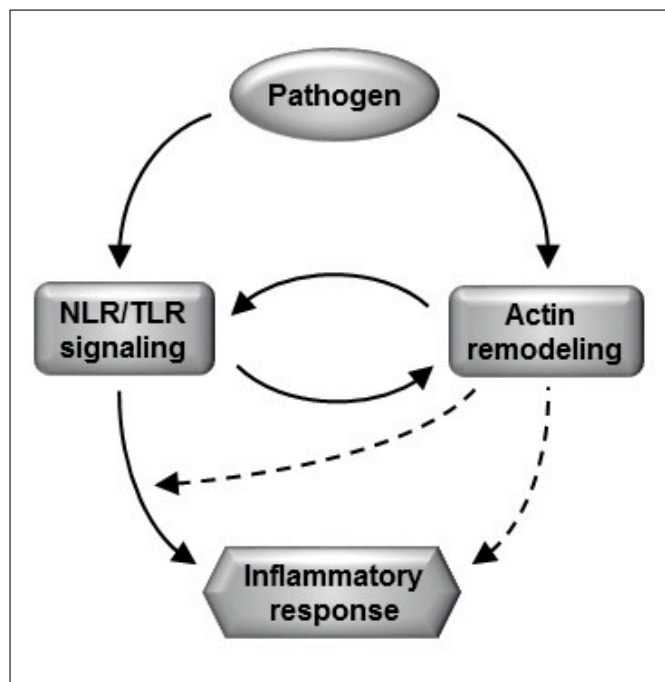 Pathogen
NLR/TLR
signaling
Actin
remodeling
Inflammatory
response